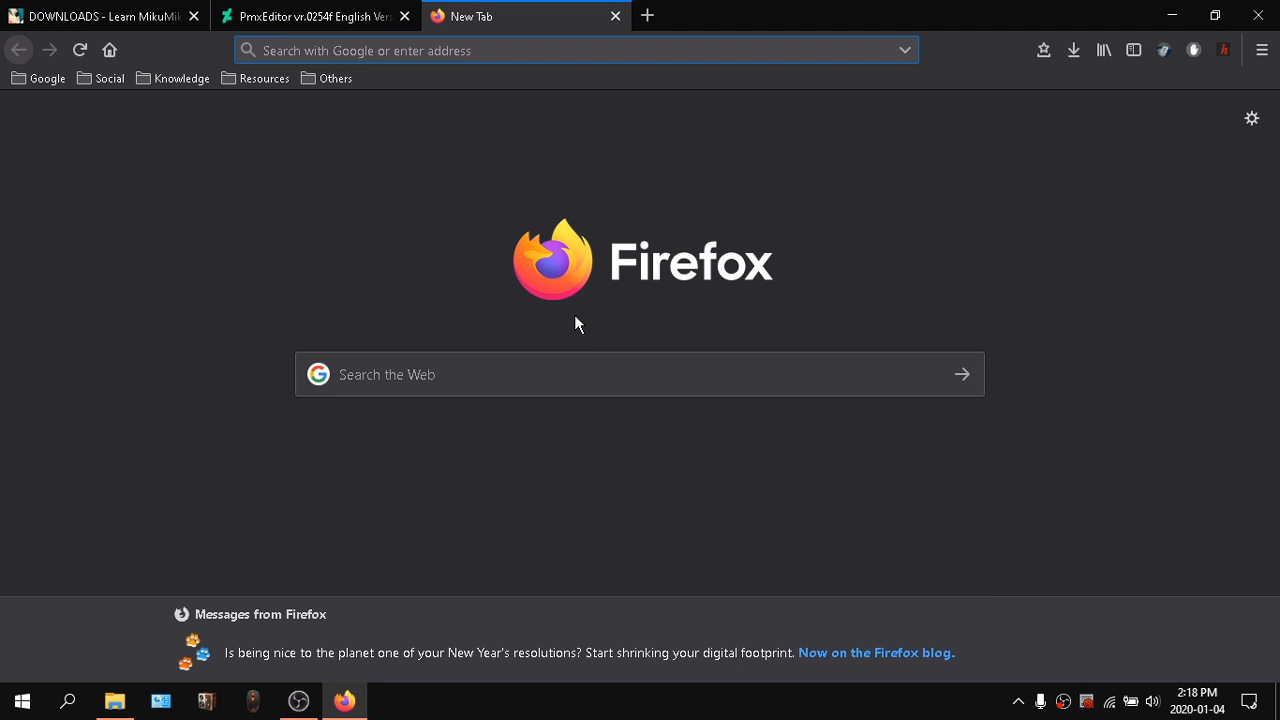 DOWNLOADS - Learn MikuMik
PmxEditor vr.0254f English Vers
New Tab
Search with Google or enter address
Google
Social
Knowledge
Resources
Others
Firefox
Search the Web
Messages from Firefox
Is being nice to the planet one of your New Year's resolutions? Start shrinking your digital footprint. Now on the Firefox blog.
2:18 PM
2020-01-04